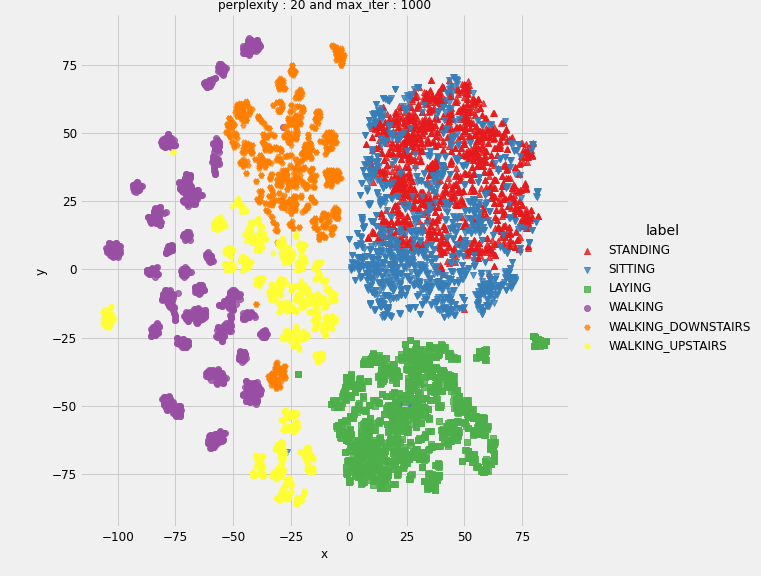 perplexity : 20 and max_iter : 1000
75
50
25
0
−25
−50
−75
y
−100
−75
−50
−25
0
25
50
75
x
label
STANDING
SITTING
LAYING
WALKING
WALKING_DOWNSTAIRS
WALKING_UPSTAIRS